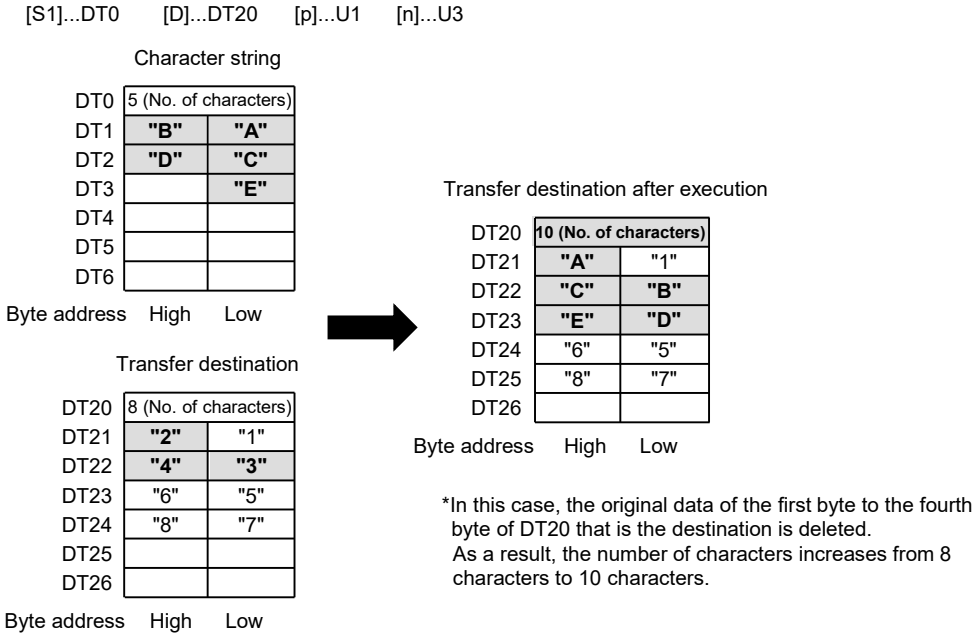 [S1]...DT0 [D]...DT20 [p]...U1 [n]...U3
Character string
DT0 5 (No. of characters)
DT1 "B" "A"
DT2 "D" "C"
DT3 "E"
DT4
DT5
DT6
Byte address High Low
Transfer destination
DT20 8 (No. of characters)
DT21 "2" "1"
DT22 "4" "3"
DT23 "6" "5"
DT24 "8" "7"
DT25
DT26
Byte address High Low
Transfer destination after execution
DT20 10 (No. of characters)
DT21 "A" "1"
DT22 "C" "B"
DT23 "E" "D"
DT24 "6" "5"
DT25 "8" "7"
DT26
Byte address High Low
*In this case, the original data of the first byte to the fourth
byte of DT20 that is the destination is deleted.
As a result, the number of characters increases from 8
characters to 10 characters.